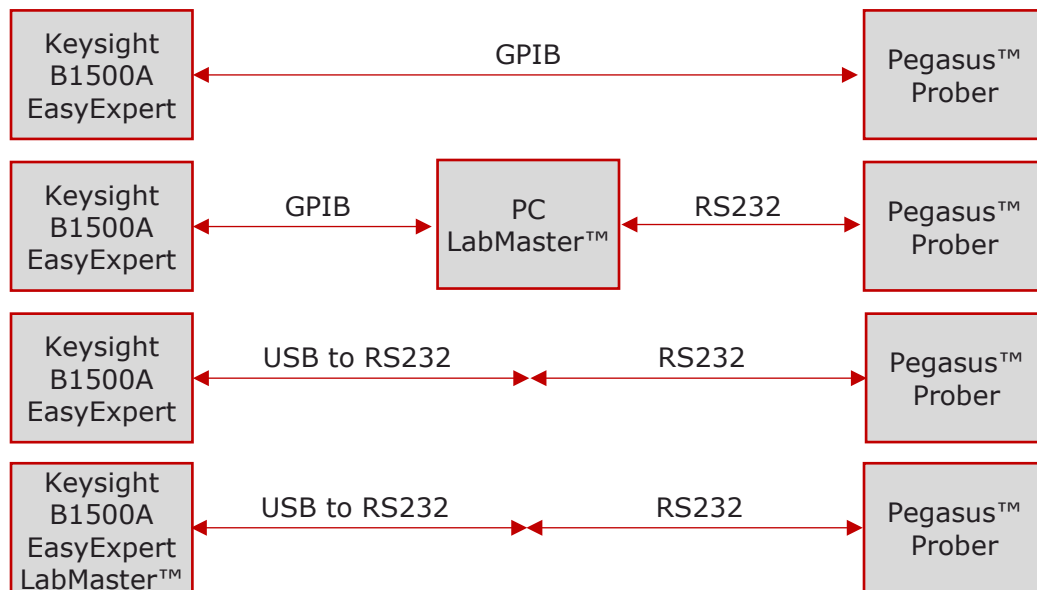 Keysight
B1500A
EasyExpert
GPIB
Pegasus™
Prober
Keysight
B1500A
EasyExpert
GPIB
PC
LabMaster™
RS232
Pegasus™
Prober
Keysight
B1500A
EasyExpert
USB to RS232
RS232
Pegasus™
Prober
Keysight
B1500A
EasyExpert
LabMaster™
USB to RS232
RS232
Pegasus™
Prober